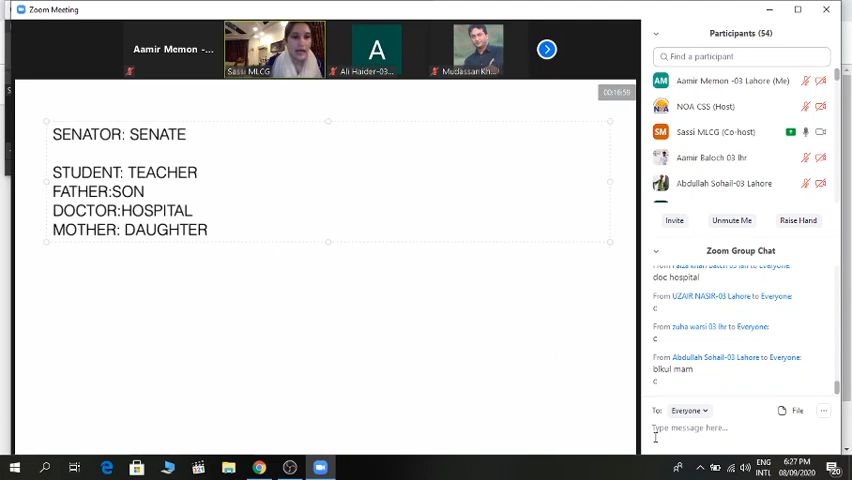 Zoom Meeting
Aamir Memon -...
Sassi MLCG
Ali Haider-03...
Mudassar Kh...
00:16:59
SENATOR: SENATE
STUDENT: TEACHER
FATHER:SON
DOCTOR:HOSPITAL
MOTHER: DAUGHTER
Participants (54)
Find a participant
AM Aamir Memon -03 Lahore (Me)
NOA CSS (Host)
SM Sassi MLCG (Co-host)
Aamir Baloch 03 lhr
Abdullah Sohail-03 Lahore
Invite
Unmute Me
Raise Hand
Zoom Group Chat
doc hospital
From UZAIR NASIR-03 Lahore to Everyone:
c
From zuha warsi 03 lhr to Everyone:
c
From Abdullah Sohail-03 Lahore to Everyone:
blkul mam
c
To: Everyone
File
Type message here...
A
ENG
INTL
6:27 PM
08/09/2020
20